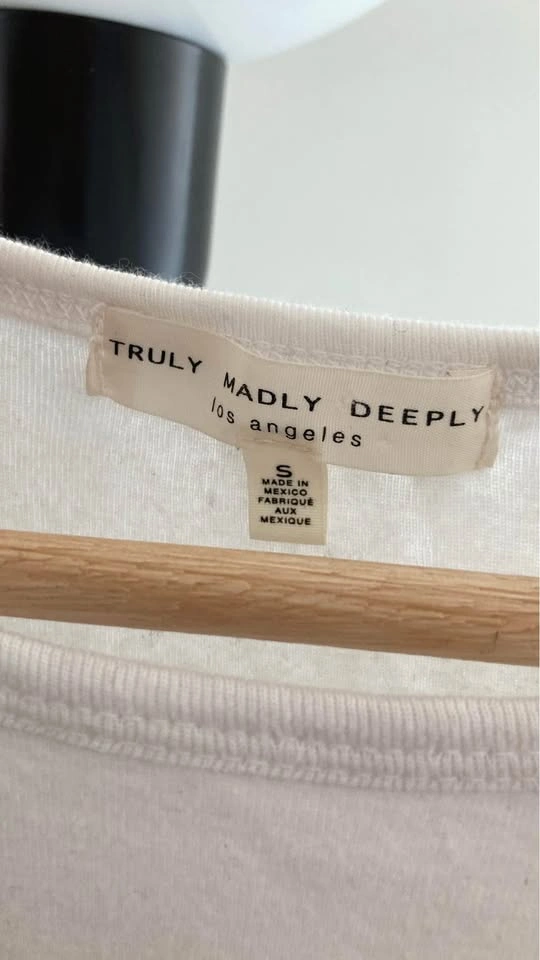 TRULY MADLY DEEPLY
los angeles
S
MADE IN
MEXICO
FABRIQUÉ
AUX
MEXIQUE